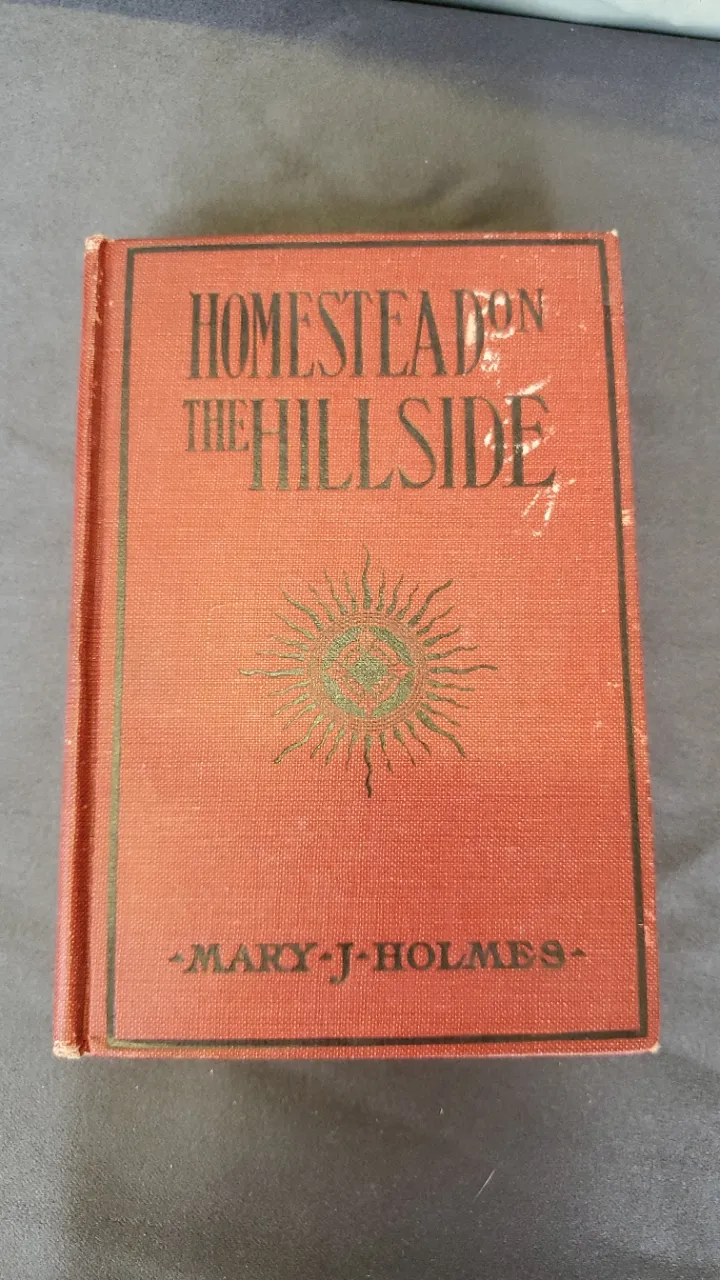 HOMESTEAD ON
THE HILLSIDE
MARY J HOLMES